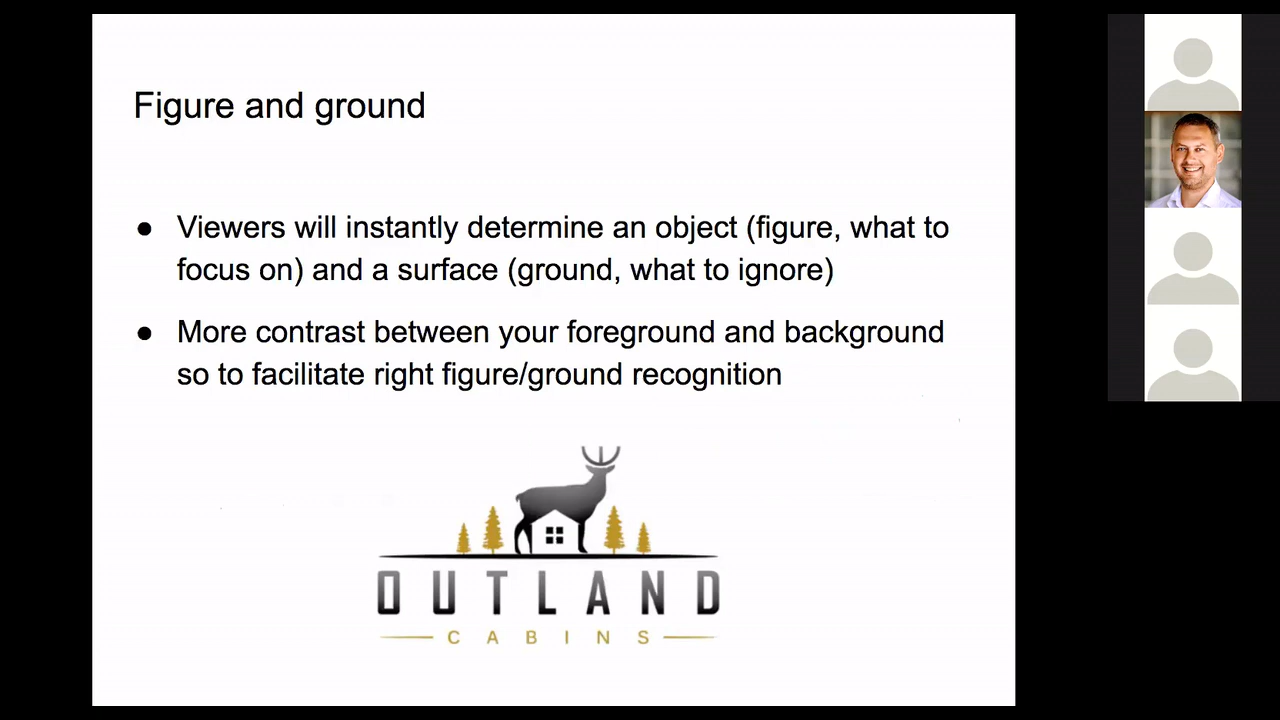 Figure and ground
● Viewers will instantly determine an object (figure, what to
focus on) and a surface (ground, what to ignore)
● More contrast between your foreground and background
so to facilitate right figure/ground recognition
OUTLAND
CABINS